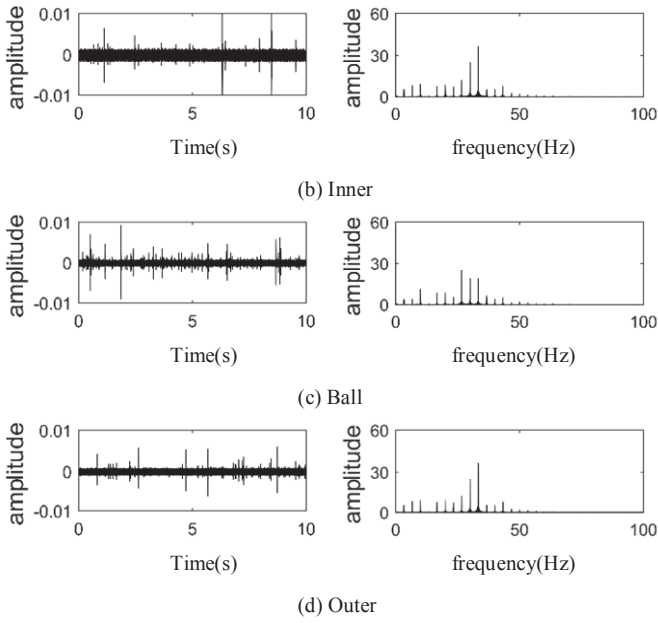 amplitude
0.01
0
-0.01
0 5 10
Time(s)
amplitude
60
30
0
0 50 100
frequency(Hz)
(b) Inner
amplitude
0.01
0
-0.01
0 5 10
Time(s)
amplitude
60
30
0
0 50 100
frequency(Hz)
(c) Ball
amplitude
0.01
0
-0.01
0 5 10
Time(s)
amplitude
60
30
0
0 50 100
frequency(Hz)
(d) Outer